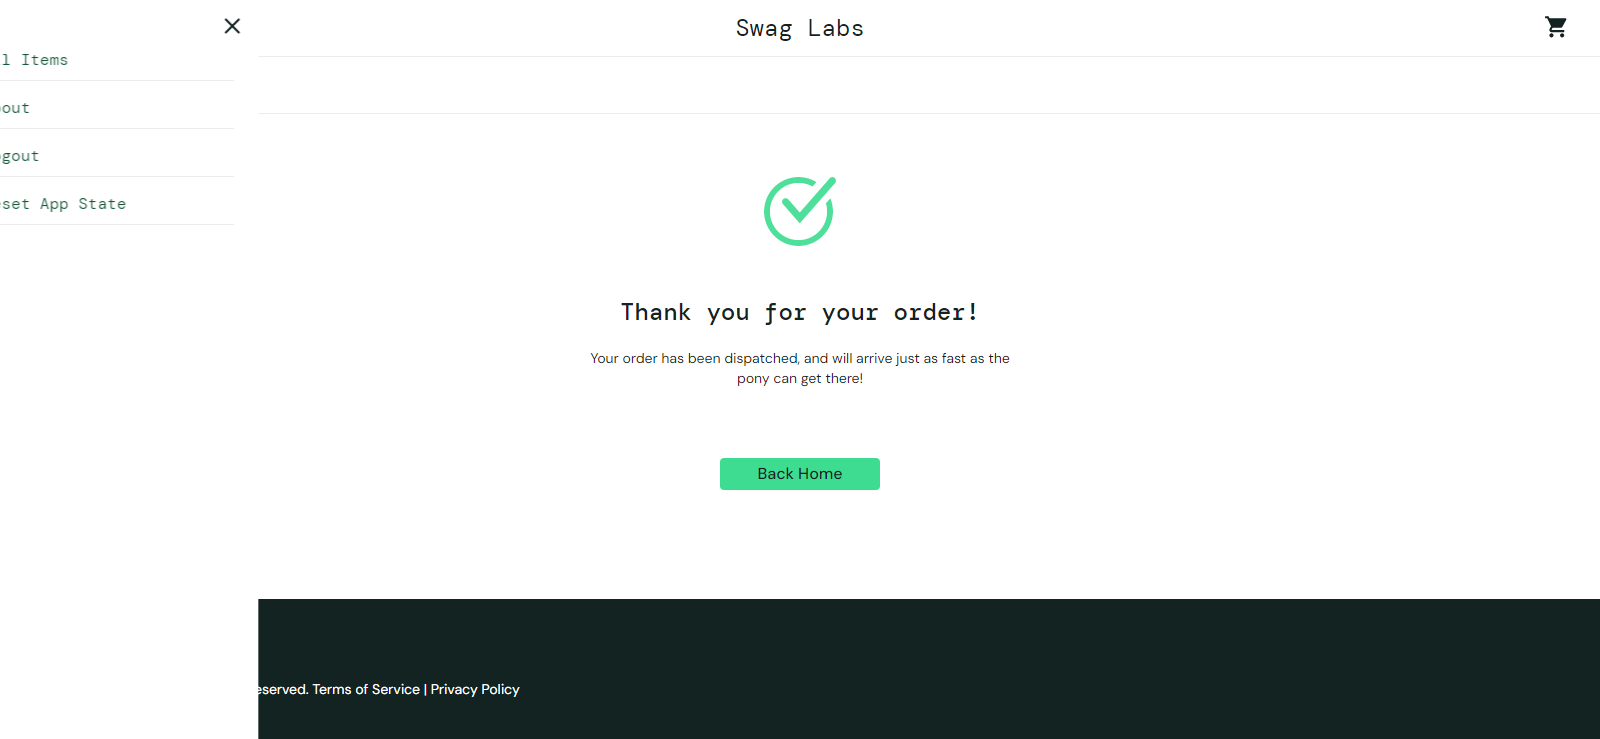 Swag Labs
l Items
out
gout
set App State
Thank you for your order!
Your order has been dispatched, and will arrive just as fast as the
pony can get there!
Back Home
eserved. Terms of Service | Privacy Policy